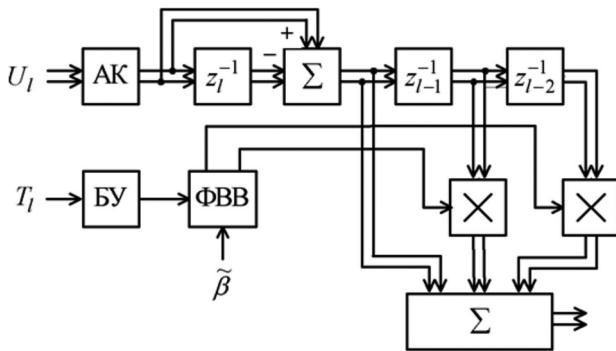 +
U_l АК z_l^{-1} − Σ z_{l-1}^{-1} z_{l-2}^{-1}
T_l БУ ФВВ × ×
β̃
Σ